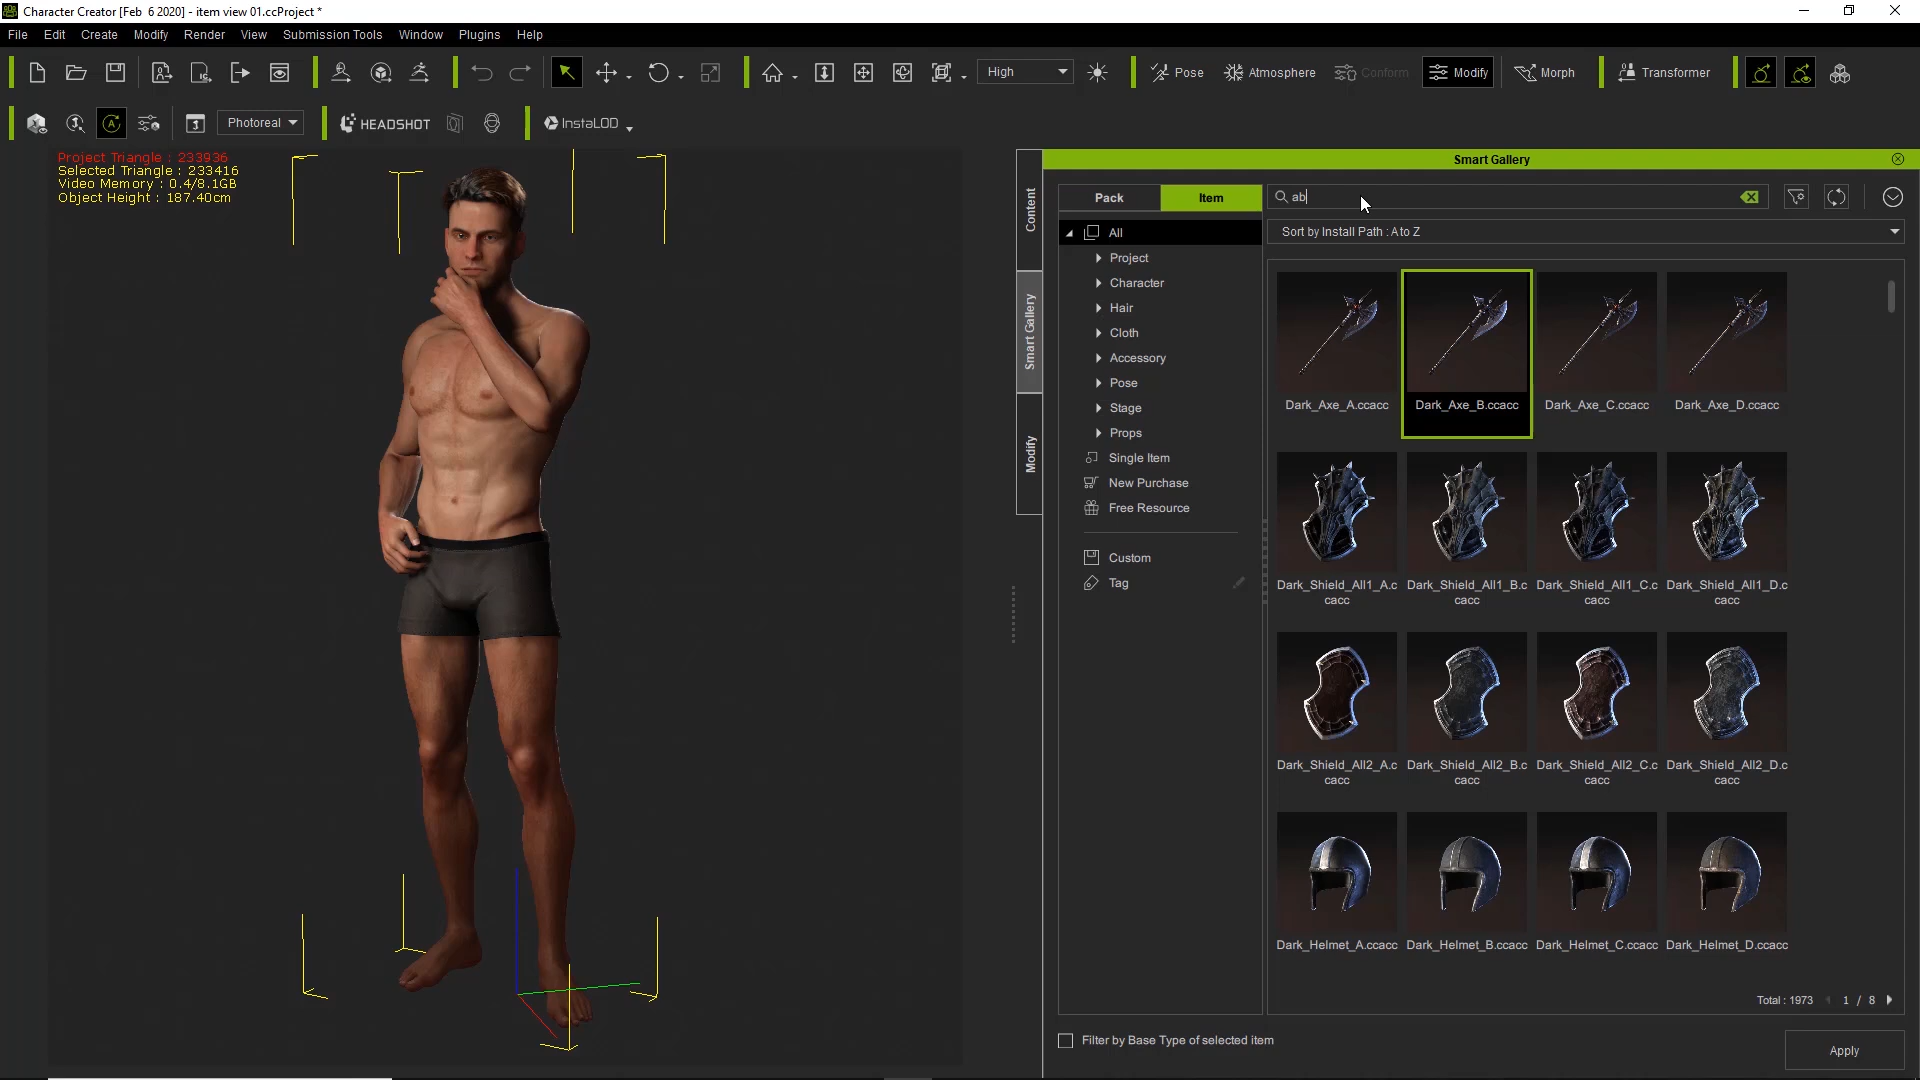 Character Creator [Feb  6 2020] - item view 01.ccProject *
File Edit Create Modify Render View Submission Tools Window Plugins Help
High Pose Atmosphere Conform Modify Morph Transformer
Photoreal HEADSHOT InstaLOD
Project Triangle : 233936
Selected Triangle : 233416
Video Memory : 0.4/8.1GB
Object Height : 187.40cm
Content
Smart Gallery
Modify
Smart Gallery
Pack Item ab
Sort by Install Path : A to Z
All
Project
Character
Hair
Cloth
Accessory
Pose
Stage
Props
Single Item
New Purchase
Free Resource
Custom
Tag
Dark_Axe_A.ccacc Dark_Axe_B.ccacc Dark_Axe_C.ccacc Dark_Axe_D.ccacc
Dark_Shield_All1_A.c Dark_Shield_All1_B.c Dark_Shield_All1_C.c Dark_Shield_All1_D.c
cacc cacc cacc cacc
Dark_Shield_All2_A.c Dark_Shield_All2_B.c Dark_Shield_All2_C.c Dark_Shield_All2_D.c
cacc cacc cacc cacc
Dark_Helmet_A.ccacc Dark_Helmet_B.ccacc Dark_Helmet_C.ccacc Dark_Helmet_D.ccacc
Total : 1973 1 / 8
Filter by Base Type of selected item
Apply